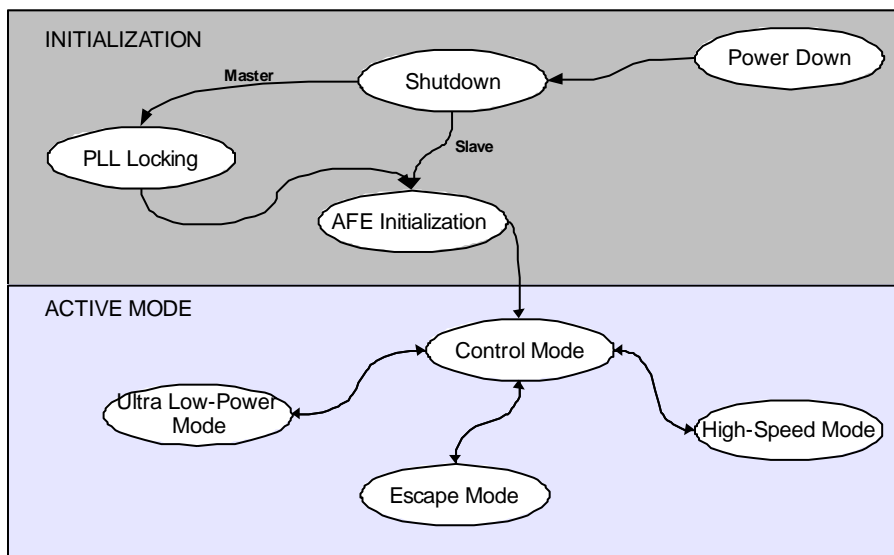 INITIALIZATION
Power Down
Master
Shutdown
Slave
PLL Locking
AFE Initialization
ACTIVE MODE
Control Mode
Ultra Low-Power
Mode
High-Speed Mode
Escape Mode